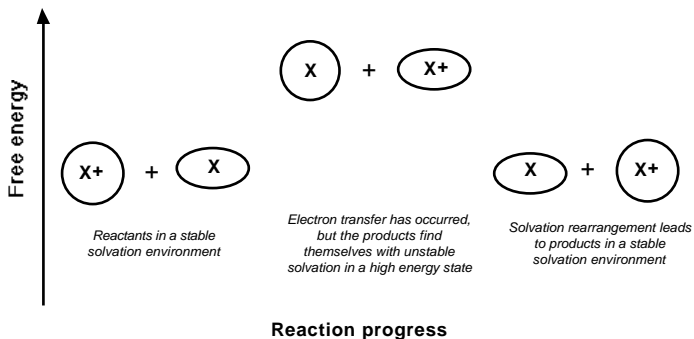 Free energy
X
+
X+
X+
+
X
X
+
X+
Reactants in a stable
solvation environment
Electron transfer has occurred,
but the products find
themselves with unstable
solvation in a high energy state
Solvation rearrangement leads
to products in a stable
solvation environment
Reaction progress